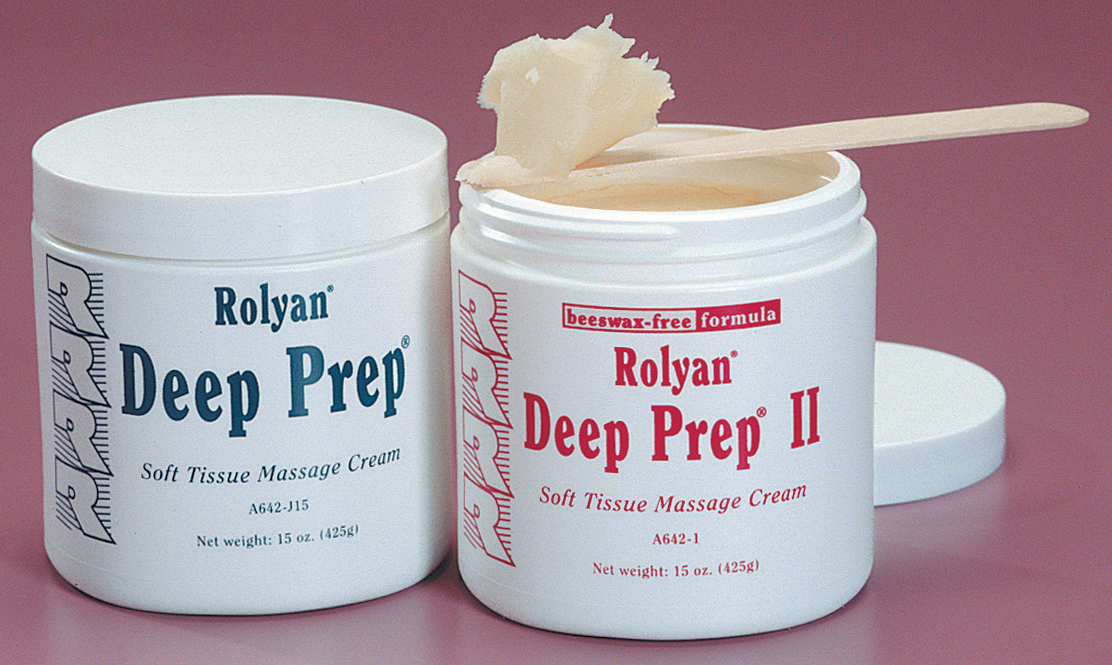 Rolyan®
Deep Prep®
Soft Tissue Massage Cream
A642-J15
Net weight: 15 oz. (425g)
beeswax-free formula
Rolyan®
Deep Prep® II
Soft Tissue Massage Cream
A642-1
Net weight: 15 oz. (425g)